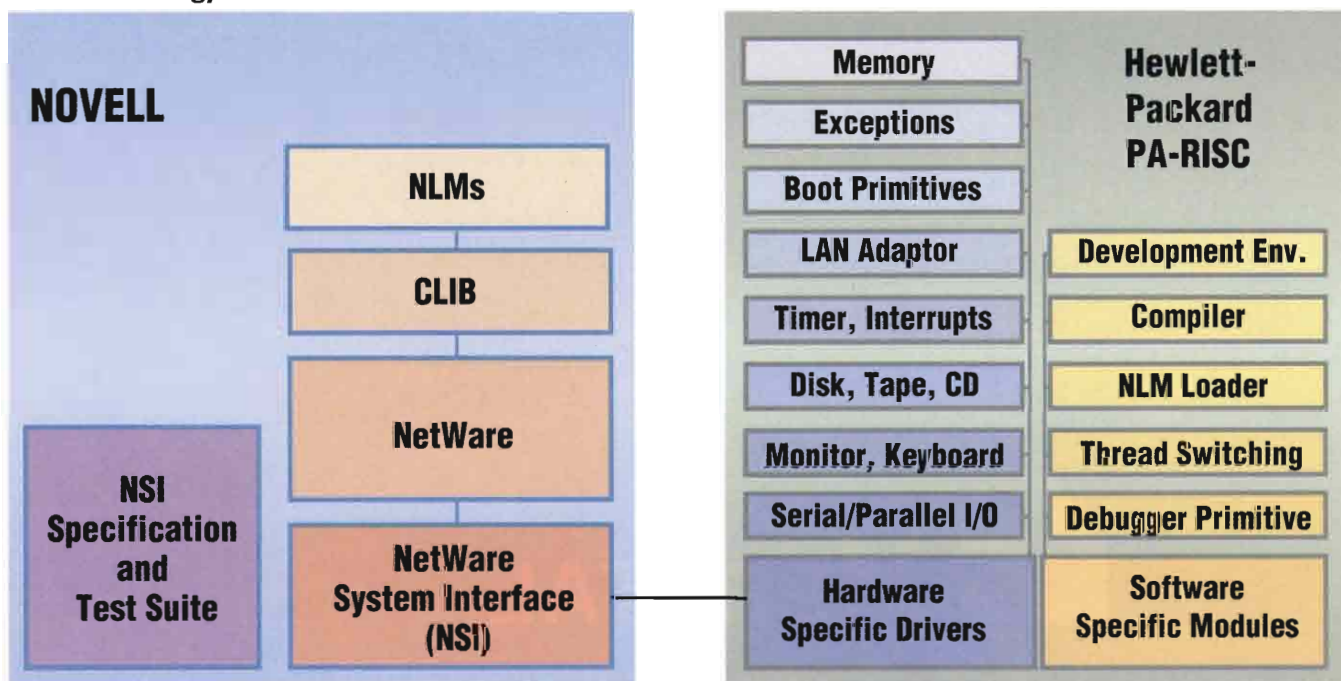 NOVELL
NLMs
CLIB
NetWare
NetWare
System Interface
(NSI)
NSI
Specification
and
Test Suite
Hewlett-
Packard
PA-RISC
Memory
Exceptions
Boot Primitives
LAN Adaptor
Timer, Interrupts
Disk, Tape, CD
Monitor, Keyboard
Serial/Parallel I/O
Hardware
Specific Drivers
Development Env.
Compiler
NLM Loader
Thread Switching
Debugger Primitive
Software
Specific Modules